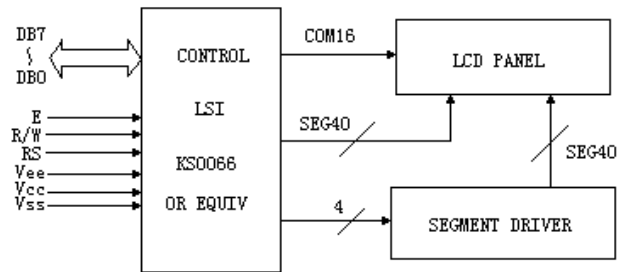 DB7
~
DB0
E
R/W
RS
Vee
Vcc
Vss
CONTROL
LSI
KS0066
OR EQUIV
COM16
SEG40
4
LCD PANEL
SEG40
SEGMENT DRIVER